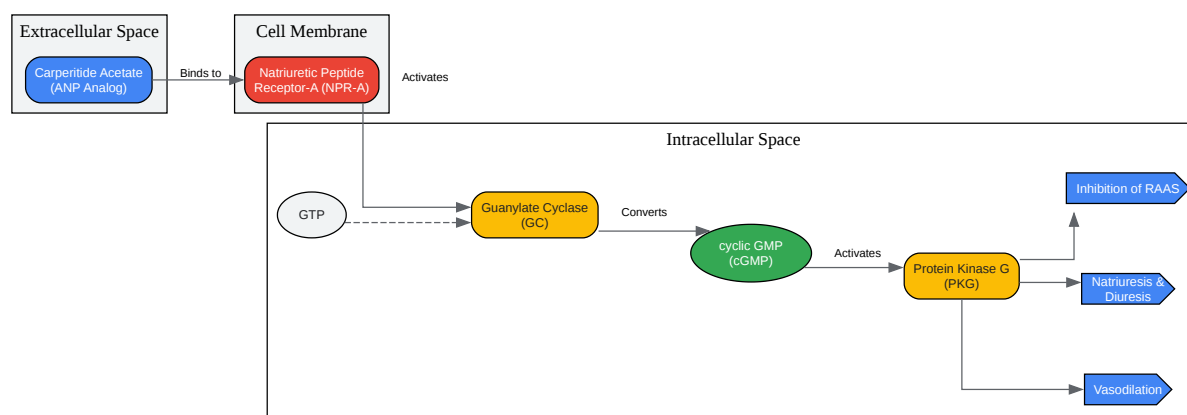 Extracellular Space
Cell Membrane
Carperitide Acetate
(ANP Analog)
Binds to
Natriuretic Peptide
Receptor-A (NPR-A)
Activates
Intracellular Space
GTP
Guanylate Cyclase
(GC)
Converts
cyclic GMP
(cGMP)
Activates
Protein Kinase G
(PKG)
Inhibition of RAAS
Natriuresis &
Diuresis
Vasodilation